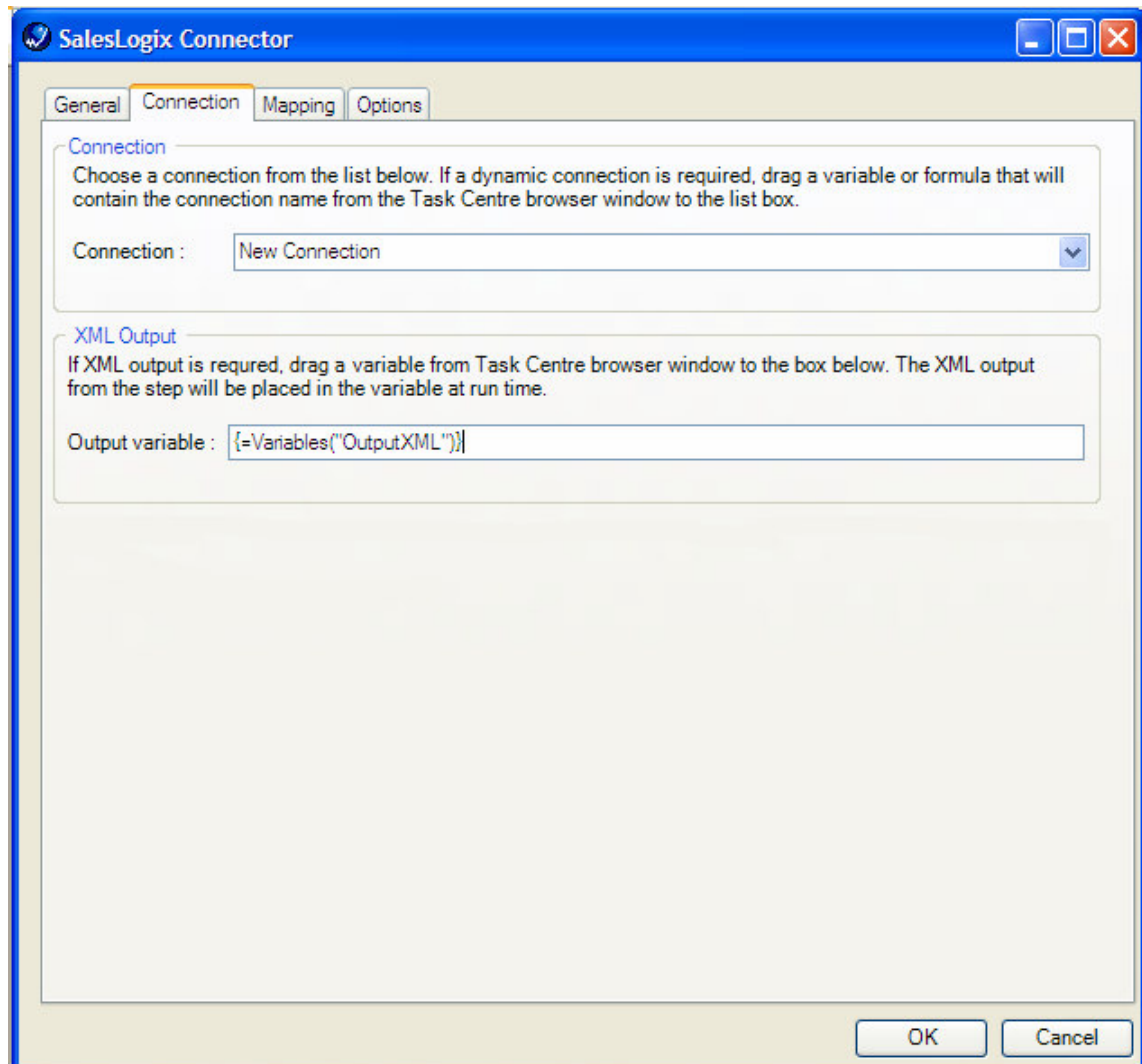 SalesLogix Connector
General Connection Mapping Options
Connection
Choose a connection from the list below. If a dynamic connection is required, drag a variable or formula that will
contain the connection name from the Task Centre browser window to the list box.
Connection : New Connection
XML Output
If XML output is requred, drag a variable from Task Centre browser window to the box below. The XML output
from the step will be placed in the variable at run time.
Output variable : {=Variables("OutputXML")}
OK Cancel